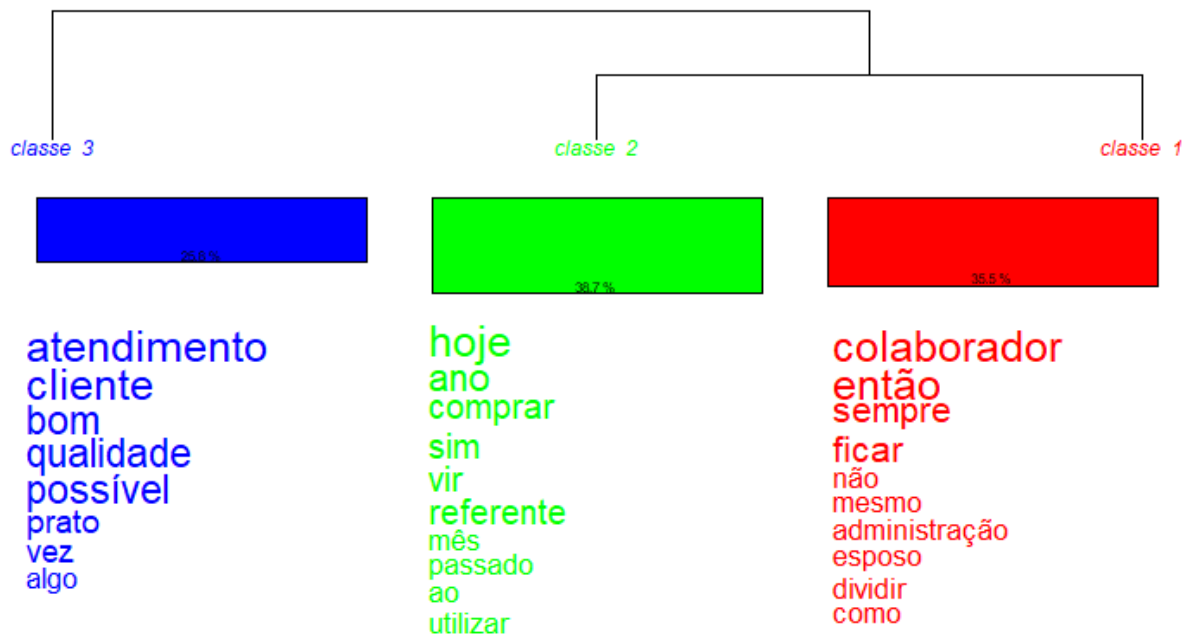 classe 3
classe 2
classe 1
25.8 %
38.7 %
35.5 %
atendimento
cliente
bom
qualidade
possível
prato
vez
algo
hoje
ano
comprar
sim
vir
referente
mês
passado
ao
utilizar
colaborador
então
sempre
ficar
não
mesmo
administração
esposo
dividir
como